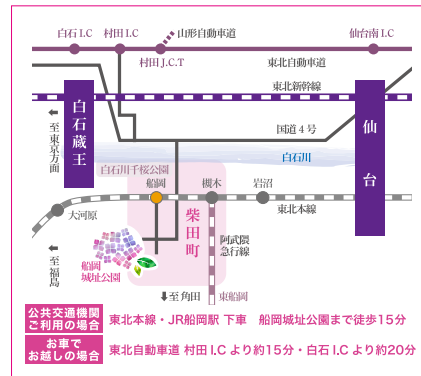 白石I.C
村田I.C
山形自動車道
仙台南I.C
村田J.C.T
東北自動車道
東北新幹線
白石蔵王
仙台
至東京方面
国道4号
白石川
白石川千桜公園
船岡
槻木
岩沼
大河原
東北本線
柴田町
阿武隈
急行線
船岡
城址公園
至福島
至角田
東船岡
公共交通機関
ご利用の場合
東北本線・JR船岡駅 下車 船岡城址公園まで徒歩15分
お車で
お越しの場合
東北自動車道 村田 I.C より約15分・白石 I.C より約20分